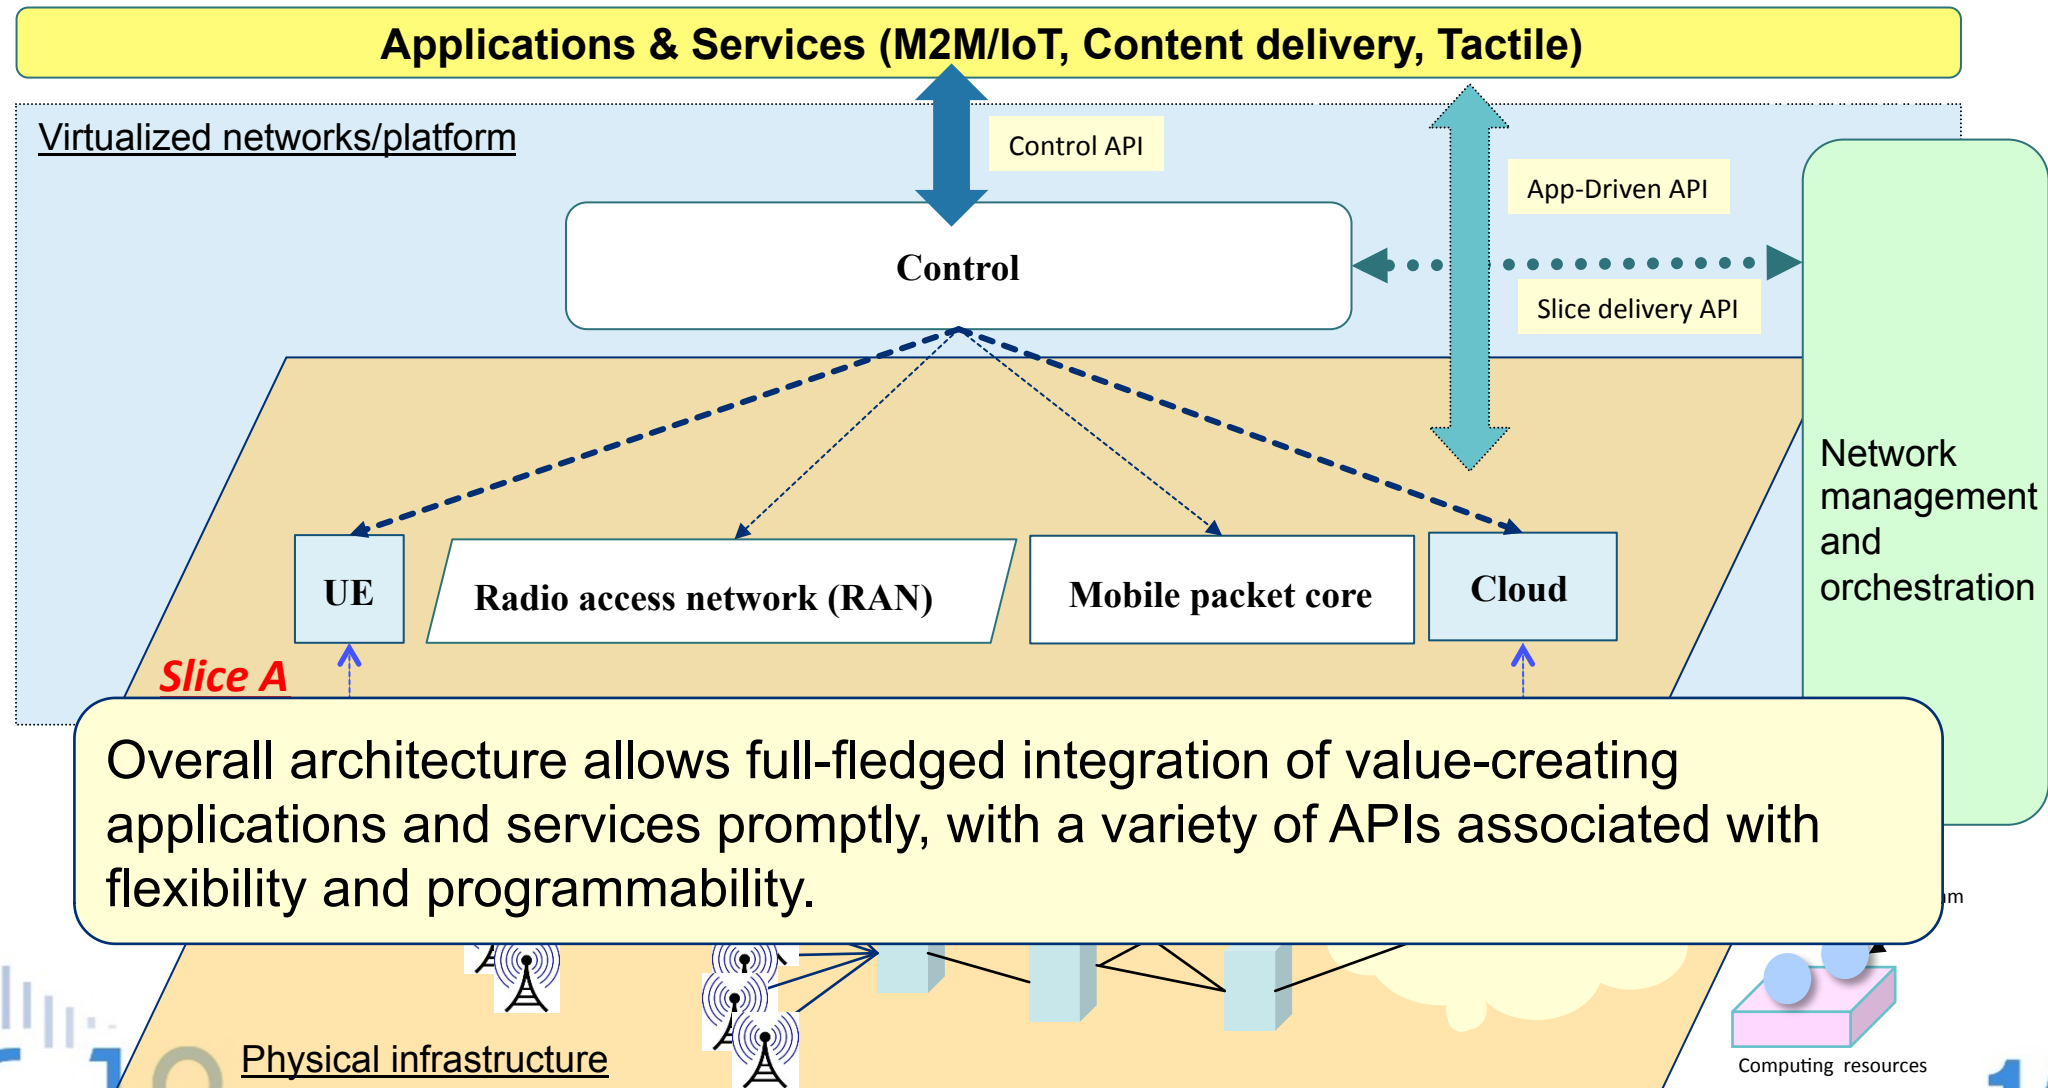 Applications & Services (M2M/IoT, Content delivery, Tactile)
Virtualized networks/platform
Control API
App-Driven API
Control
Slice delivery API
Network
management
and
orchestration
UE
Radio access network (RAN)
Mobile packet core
Cloud
Slice A
Overall architecture allows full-fledged integration of value-creating
applications and services promptly, with a variety of APIs associated with
flexibility and programmability.
Physical infrastructure
Computing resources